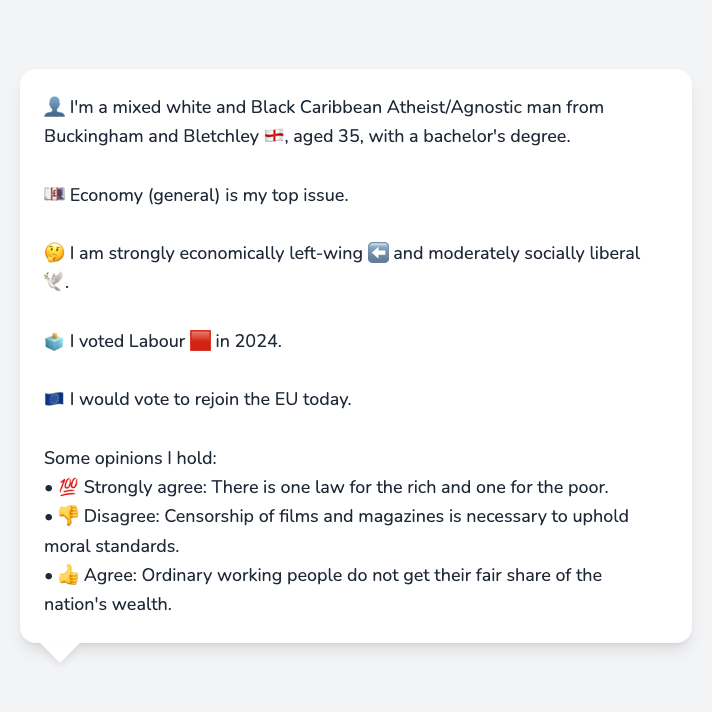 👤 I'm a mixed white and Black Caribbean Atheist/Agnostic man from
Buckingham and Bletchley 🏴󠁧󠁢󠁥󠁮󠁧󠁿, aged 35, with a bachelor's degree.
💷 Economy (general) is my top issue.
🤔 I am strongly economically left-wing ⬅️ and moderately socially liberal
🕊️.
🗳️ I voted Labour 🟥 in 2024.
🇪🇺 I would vote to rejoin the EU today.
Some opinions I hold:
• 💯 Strongly agree: There is one law for the rich and one for the poor.
• 👎 Disagree: Censorship of films and magazines is necessary to uphold
moral standards.
• 👍 Agree: Ordinary working people do not get their fair share of the
nation's wealth.